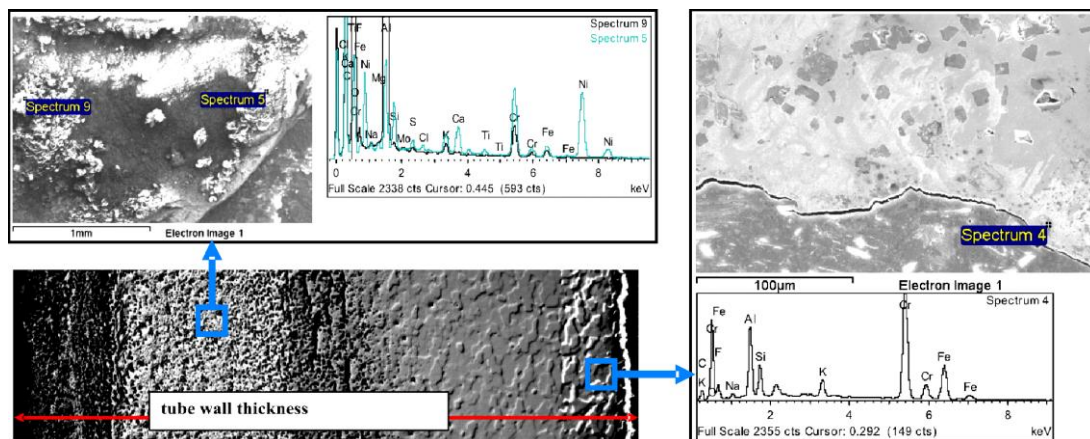 Spectrum 9
Spectrum 5
1mm
Electron Image 1
Spectrum 9
Spectrum 5
C
Ca
C
Ti
F
Fe
O
Cr
Ni
Na
Al
Mg
Si
Mo
S
Cl
K
Ca
Ti
Ti
Cr
Cr
Fe
Fe
Ni
Ni
2
4
6
8
Full Scale 2338 cts Cursor: 0.445 (593 cts)
keV
tube wall thickness
Spectrum 4
100µm
Electron Image 1
Spectrum 4
C
K
Fe
Cr
F
Na
Al
Si
K
Cr
Cr
Fe
Fe
2
4
6
8
Full Scale 2355 cts Cursor: 0.292 (149 cts)
keV